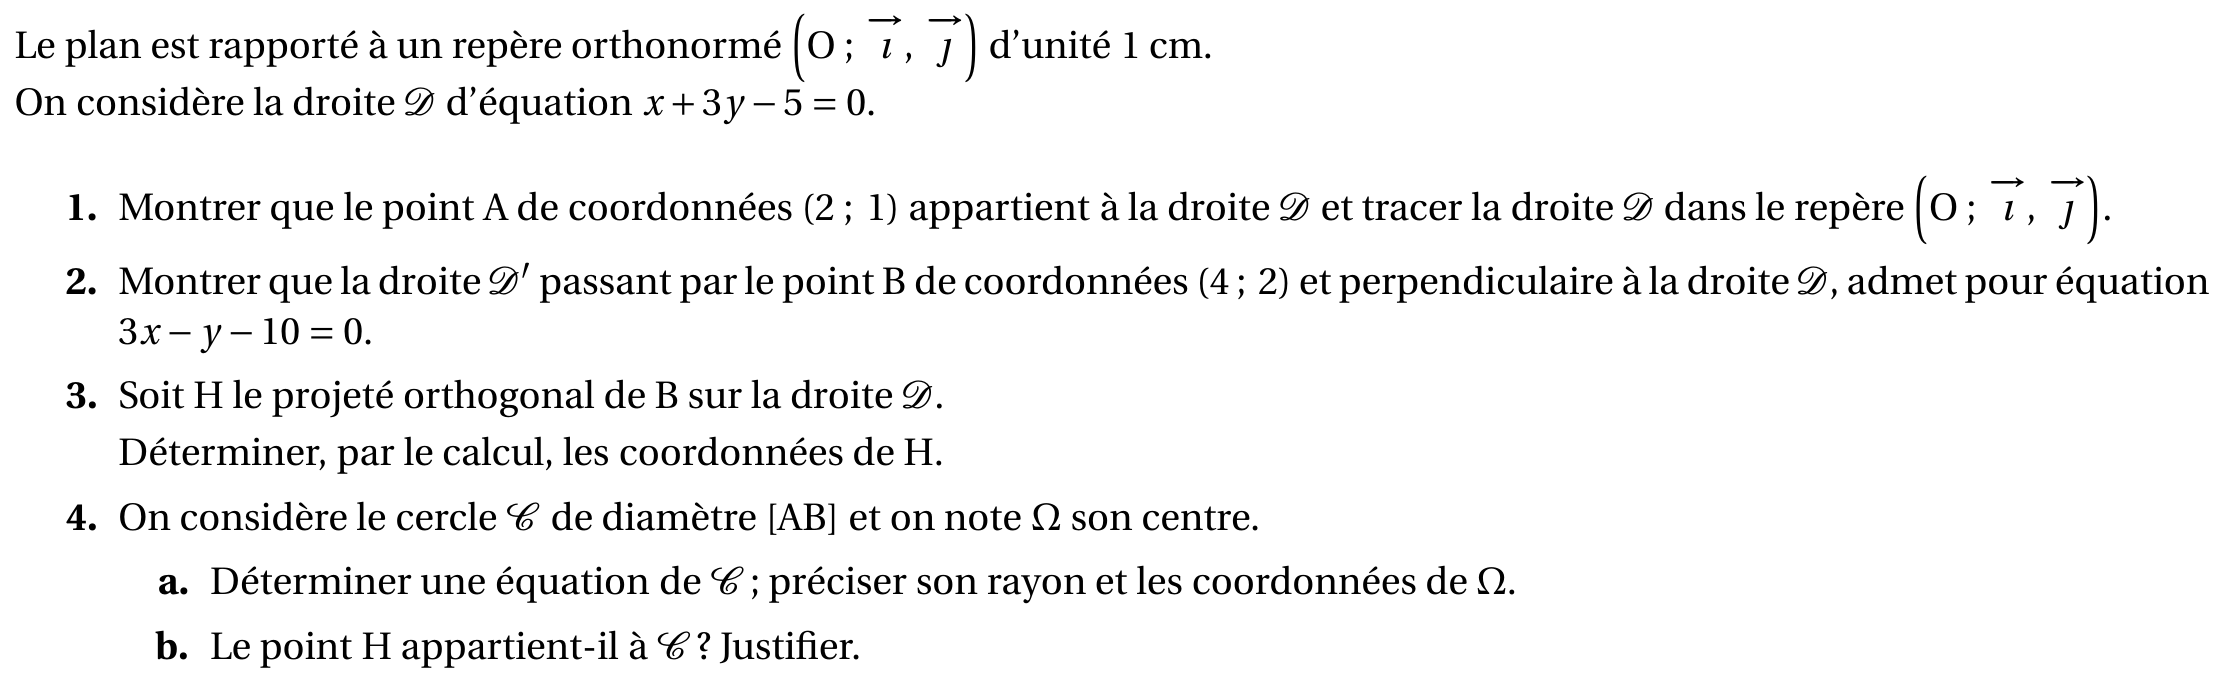 Le plan est rapporté à un repère orthonormé $\left(\text{O} ; \vec{\imath}, \vec{\jmath}\right)$ d'unité 1 cm.
On considère la droite $\mathscr{D}$ d'équation $x + 3y - 5 = 0$.
1. Montrer que le point A de coordonnées (2 ; 1) appartient à la droite $\mathscr{D}$ et tracer la droite $\mathscr{D}$ dans le repère $\left(\text{O} ; \vec{\imath}, \vec{\jmath}\right)$.
2. Montrer que la droite $\mathscr{D}'$ passant par le point B de coordonnées (4 ; 2) et perpendiculaire à la droite $\mathscr{D}$, admet pour équation
$3x - y - 10 = 0$.
3. Soit H le projeté orthogonal de B sur la droite $\mathscr{D}$.
Déterminer, par le calcul, les coordonnées de H.
4. On considère le cercle $\mathscr{C}$ de diamètre [AB] et on note Ω son centre.
a. Déterminer une équation de $\mathscr{C}$ ; préciser son rayon et les coordonnées de Ω.
b. Le point H appartient-il à $\mathscr{C}$ ? Justifier.